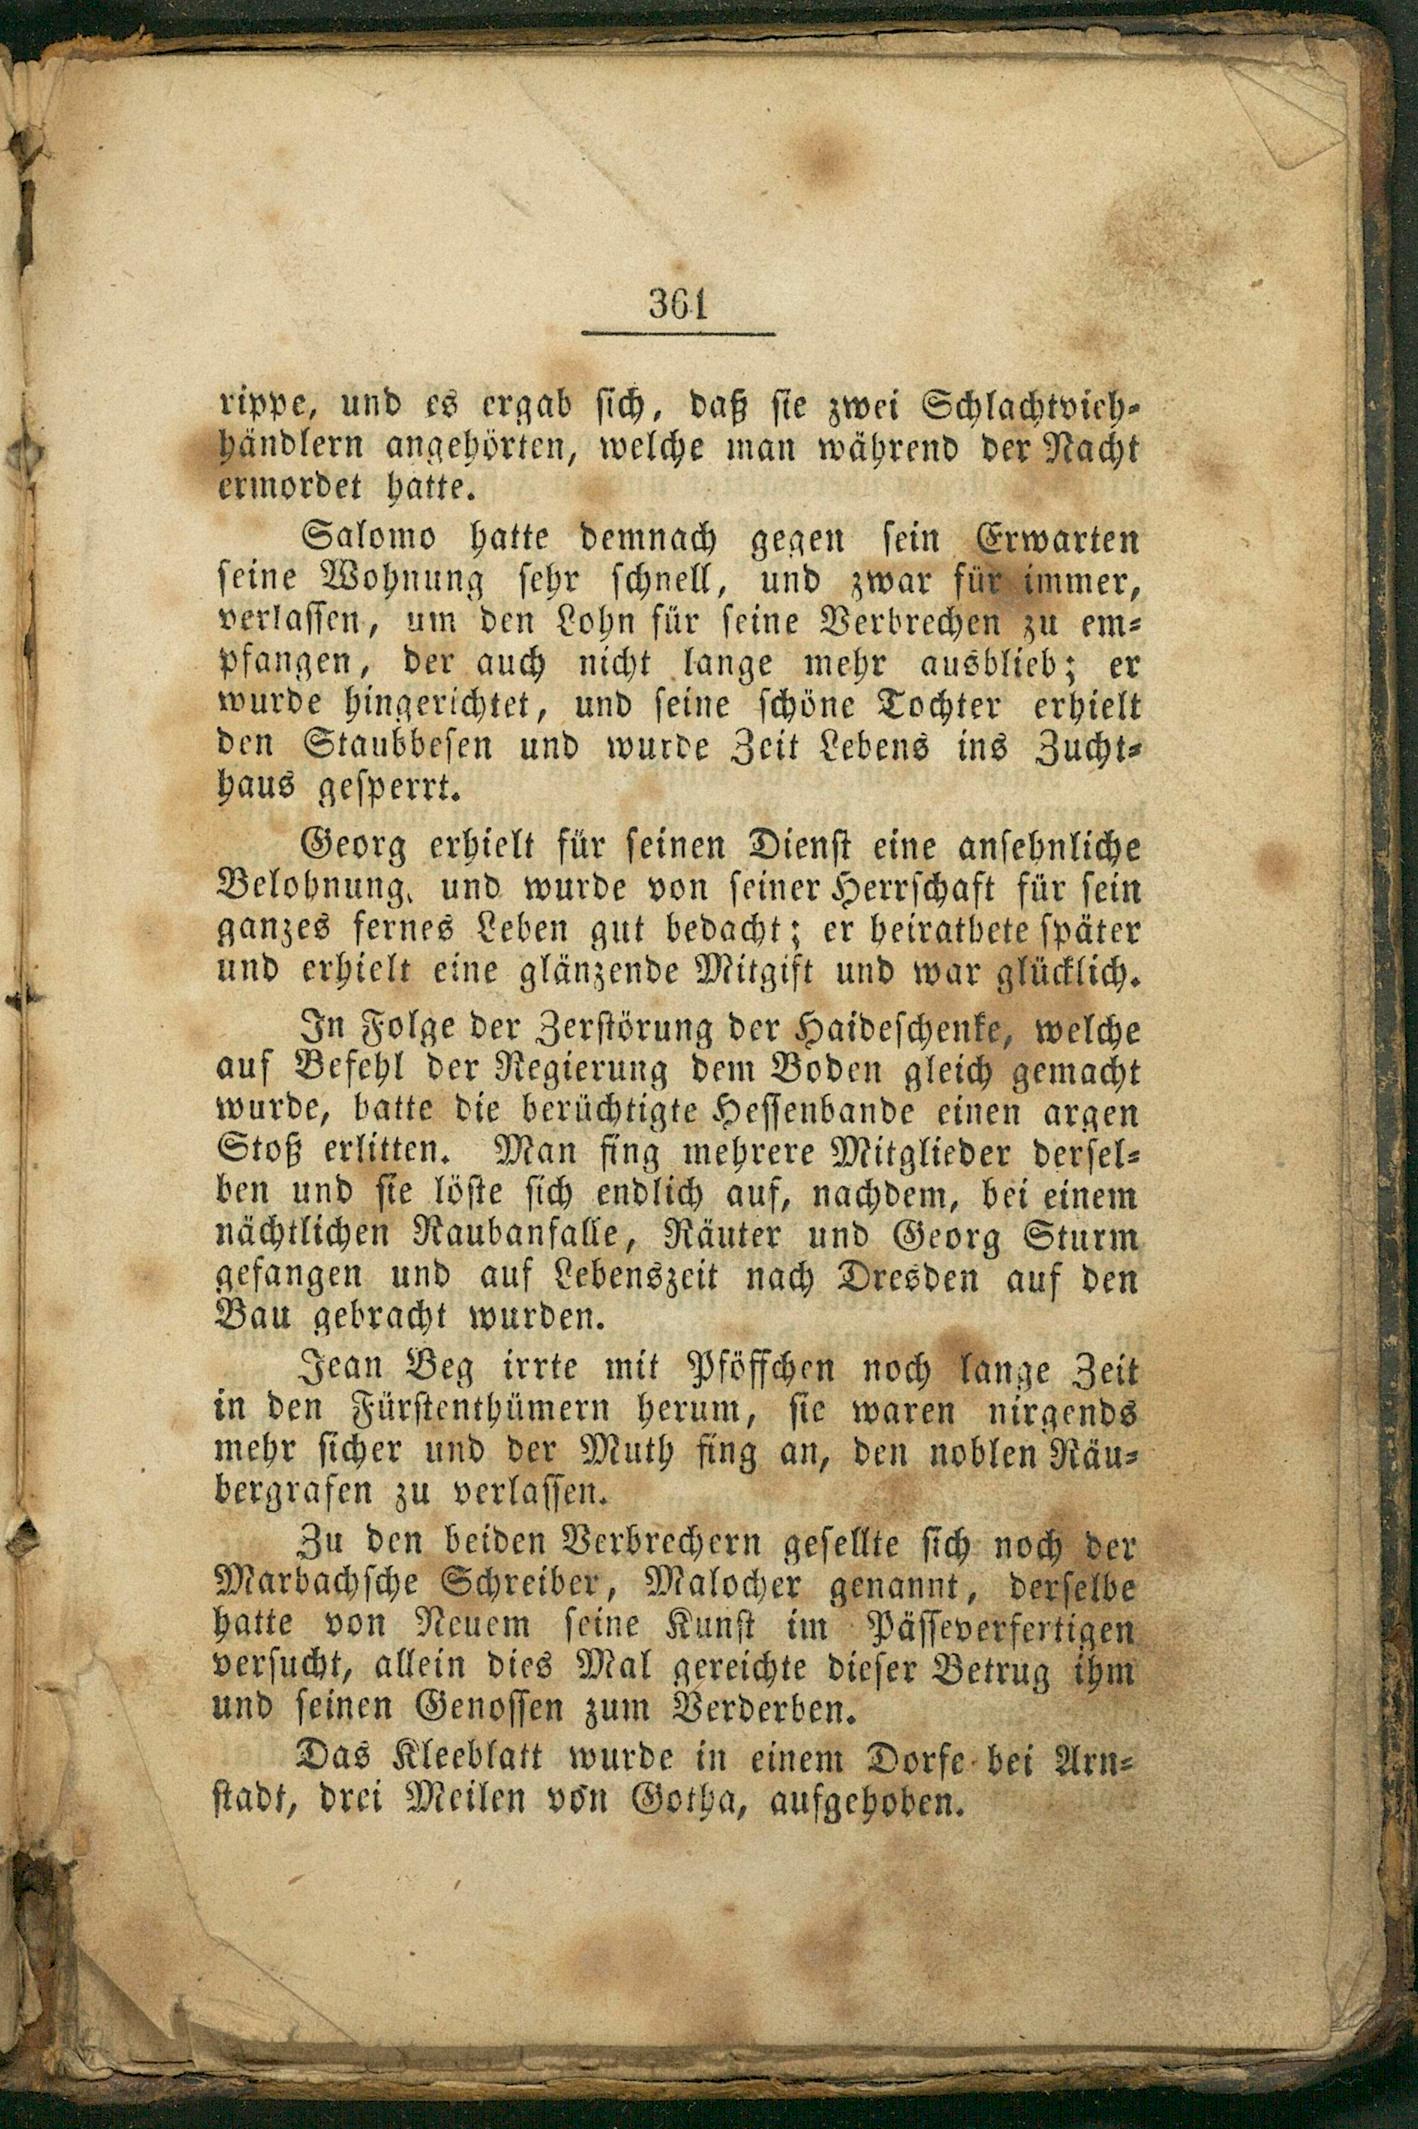 361
rippe, und es ergab sich, daß sie zwei Schlachtvieh-
händlern angehörten, welche man während der Nacht
ermordet hatte.
Salomo hatte demnach gegen sein Erwarten
seine Wohnung sehr schnell, und zwar für immer,
verlassen, um den Lohn für seine Verbrechen zu em-
pfangen, der auch nicht lange mehr ausblieb; er
wurde hingerichtet, und seine schöne Tochter erhielt
den Staubbesen und wurde Zeit Lebens ins Zucht-
haus gesperrt.
Georg erhielt für seinen Dienst eine ansehnliche
Belohnung, und wurde von seiner Herrschaft für sein
ganzes fernes Leben gut bedacht; er heirathete später
und erhielt eine glänzende Mitgift und war glücklich.
In Folge der Zerstörung der Haideschenke, welche
auf Befehl der Regierung dem Boden gleich gemacht
wurde, hatte die berüchtigte Hessenbande einen argen
Stoß erlitten. Man fing mehrere Mitglieder dersel-
ben und sie löste sich endlich auf, nachdem, bei einem
nächtlichen Raubanfalle, Räuter und Georg Sturm
gefangen und auf Lebenszeit nach Dresden auf den
Bau gebracht wurden.
Jean Beg irrte mit Pföffchen noch lange Zeit
in den Fürstenthümern herum, sie waren nirgends
mehr sicher und der Muth fing an, den noblen Räu-
bergrafen zu verlassen.
Zu den beiden Verbrechern gesellte sich noch der
Marbachsche Schreiber, Malocher genannt, derselbe
hatte von Neuem seine Kunst im Pässeverfertigen
versucht, allein dies Mal gereichte dieser Betrug ihm
und seinen Genossen zum Verderben.
Das Kleeblatt wurde in einem Dorfe bei Arn-
stadt, drei Meilen von Gotha, aufgehoben.